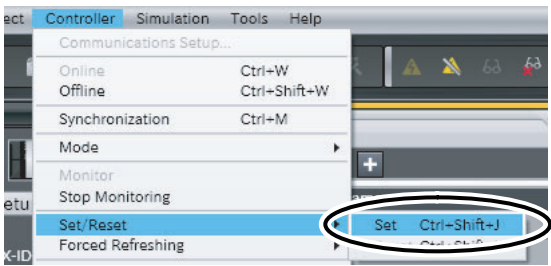 ect Controller Simulation Tools Help
Communications Setup...
Online Ctrl+W
Offline Ctrl+Shift+W
Synchronization Ctrl+M
Mode
Monitor
Stop Monitoring
etu
Set/Reset
Set Ctrl+Shift+J
Forced Refreshing
X-ID